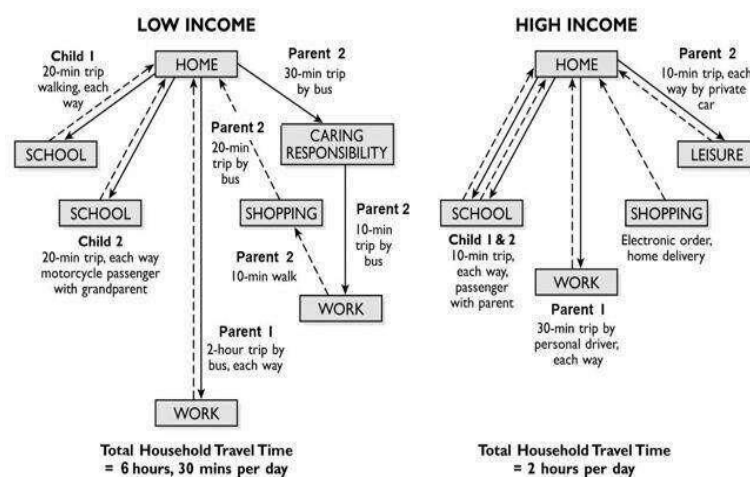 LOW INCOME
Child 1
20-min trip
walking, each
way
HOME
Parent 2
30-min trip
by bus
SCHOOL
Parent 2
20-min
trip by
bus
CARING
RESPONSIBILITY
SCHOOL
Child 2
20-min trip, each way
motorcycle passenger
with grandparent
SHOPPING
Parent 2
10-min
trip by
bus
Parent 2
10-min walk
WORK
Parent 1
2-hour trip by
bus, each way
WORK
Total Household Travel Time
= 6 hours, 30 mins per day
HIGH INCOME
HOME
Parent 2
10-min trip, each
way by private
car
LEISURE
SCHOOL
Child 1 & 2
10-min trip,
each way,
passenger
with parent
SHOPPING
Electronic order,
home delivery
WORK
Parent 1
30-min trip by
personal driver,
each way
Total Household Travel Time
= 2 hours per day